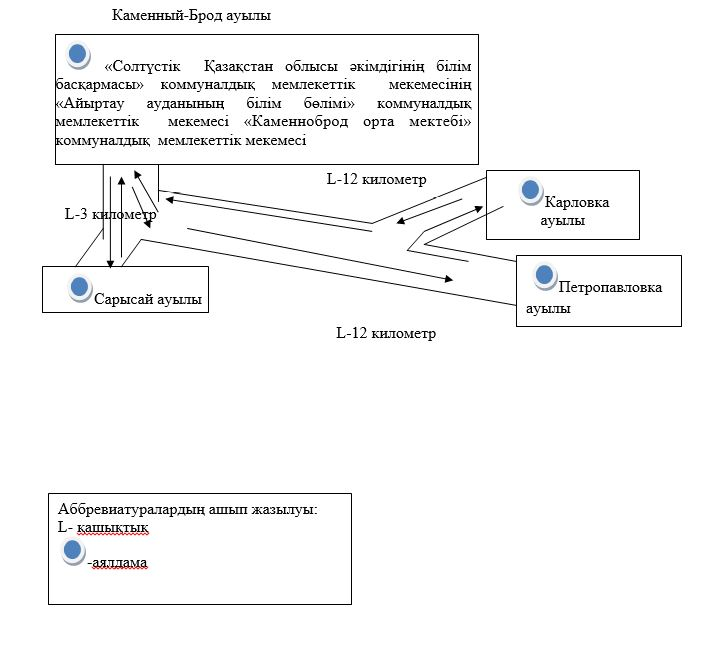 Каменный-Брод ауылы
«Солтүстік Қазақстан облысы әкімдігінің білім
басқармасы» коммуналдық мемлекеттік мекемесінің
«Айыртау ауданының білім бөлімі» коммуналдық
мемлекеттік мекемесі «Каменноброд орта мектебі»
коммуналдық мемлекеттік мекемесі
L-12 километр
Карловка
ауылы
L-3 километр
Петропавловка
ауылы
Сарысай ауылы
L-12 километр
Аббревиатуралардың ашып жазылуы:
L- қашықтық
-аялдама